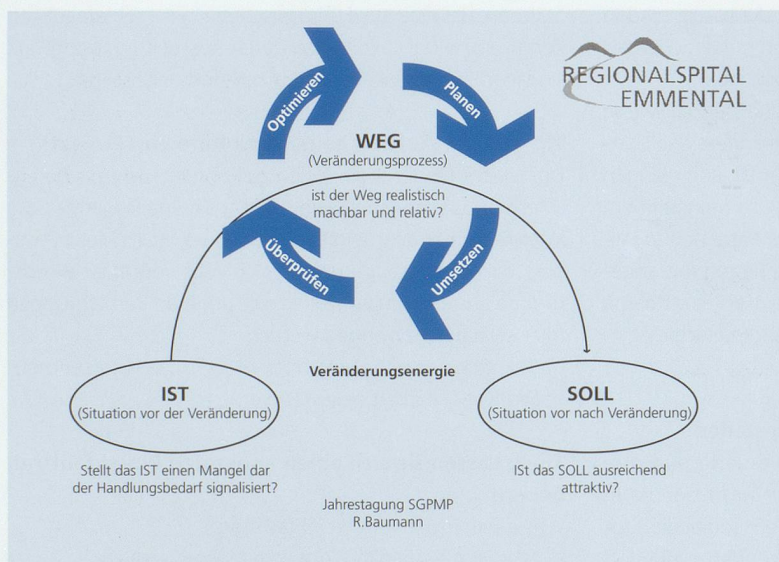 REGIONALSPITAL
EMMENTAL
Optimieren
Planen
WEG
(Veränderungsprozess)
ist der Weg realistisch
machbar und relativ?
Überprüfen
Umsetzen
Veränderungsenergie
IST
(Situation vor der Veränderung)
SOLL
(Situation vor nach Veränderung)
Stellt das IST einen Mangel dar
der Handlungsbedarf signalisiert?
ISt das SOLL ausreichend
attraktiv?
Jahrestagung SGPMP
R.Baumann